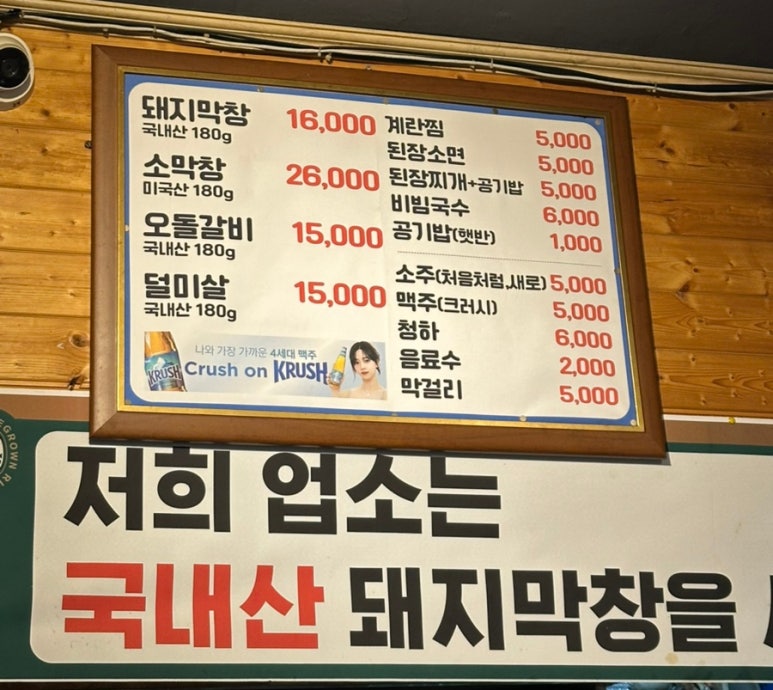 돼지막창 16,000
국내산 180g
소막창 26,000
미국산 180g
오돌갈비 15,000
국내산 180g
덜미살 15,000
국내산 180g
나와 가장 가까운 4세대 맥주
Crush on KRUSH
KRUSH
계란찜 5,000
된장소면 5,000
된장찌개+공기밥 5,000
비빔국수 6,000
공기밥(햇반) 1,000
소주(처음처럼,새로) 5,000
맥주(크러시) 5,000
청하 6,000
음료수 2,000
막걸리 5,000
저희 업소는
국내산 돼지막창을